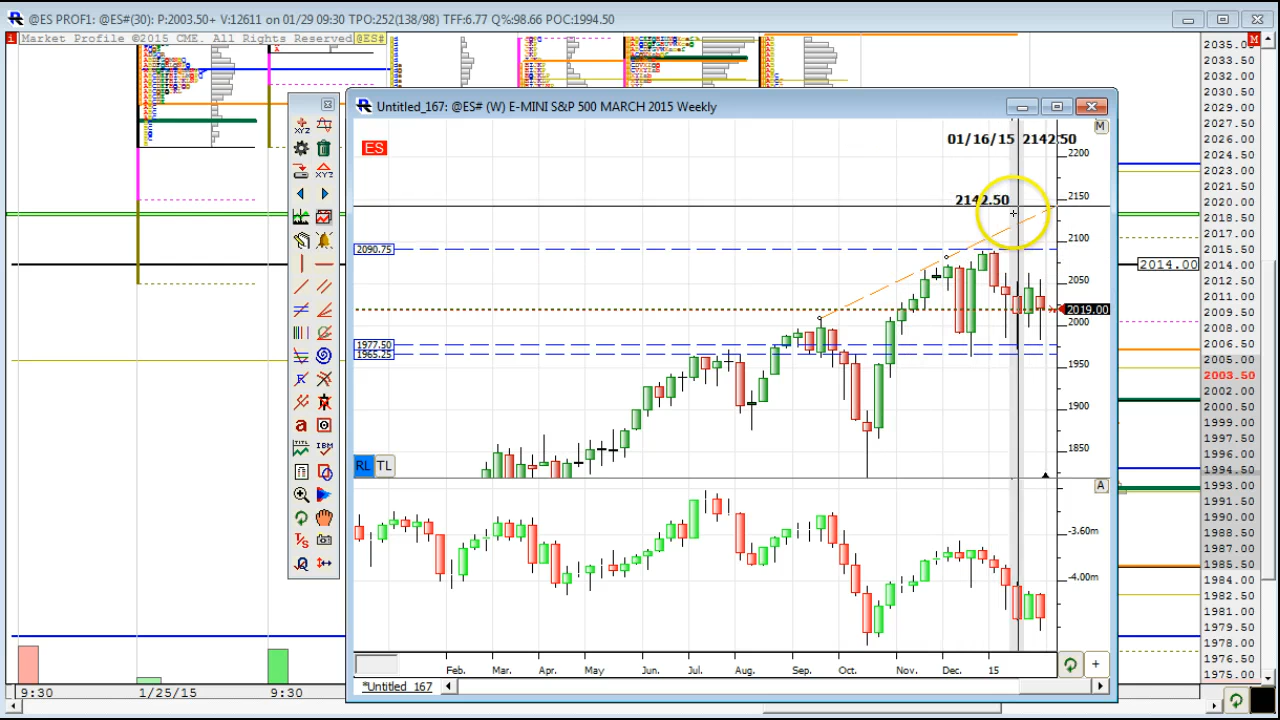 @ES PROF1: @ES#(30): P:2003.50+ V:12611 on 01/29 09:30 TPO:252(138/98) TFF:6.77 Q%:98.66 POC:1994.50
Market Profile ©2015 CME. All Rights Reserved @ES#
M
2035.00
2033.50
2032.00
2030.50
2029.00
2027.50
2026.00
2024.50
2023.00
2021.50
2020.00
2018.50
2017.00
2015.50
2014.00
2014.00
2012.50
2011.00
2009.50
2008.00
2006.50
2005.00
2003.50
2002.00
2000.50
1999.00
1997.50
1996.00
1994.50
1993.00
1991.50
1990.00
1988.50
1987.00
1985.50
1984.00
1982.50
1981.00
1979.50
1978.00
1976.50
1975.00
Untitled_167: @ES# (W) E-MINI S&P 500 MARCH 2015 Weekly
ES
01/16/15 2142.50
M
2200
2142.50
2150
2100
2090.75
2050
2019.00
2000
1977.50
1965.25
1950
1900
1850
RL TL
A
-3.60m
-4.00m
Feb. Mar. Apr. May Jun. Jul. Aug. Sep. Oct. Nov. Dec. 15
*Untitled_167
XYZ
XYZ
a
TITL
IBM
T/S
9:30 1/25/15 9:30